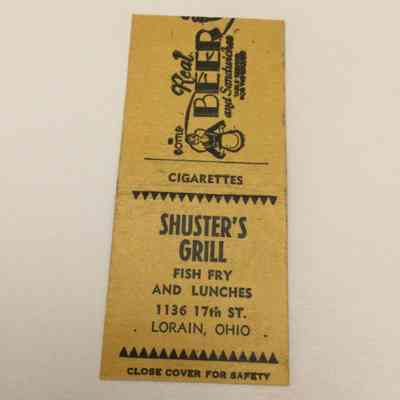 Real
BEER
and Sandwiches
BOTTLE
CIGARETTES
SHUSTER'S
GRILL
FISH FRY
AND LUNCHES
1136 17th ST.
LORAIN, OHIO
CLOSE COVER FOR SAFETY